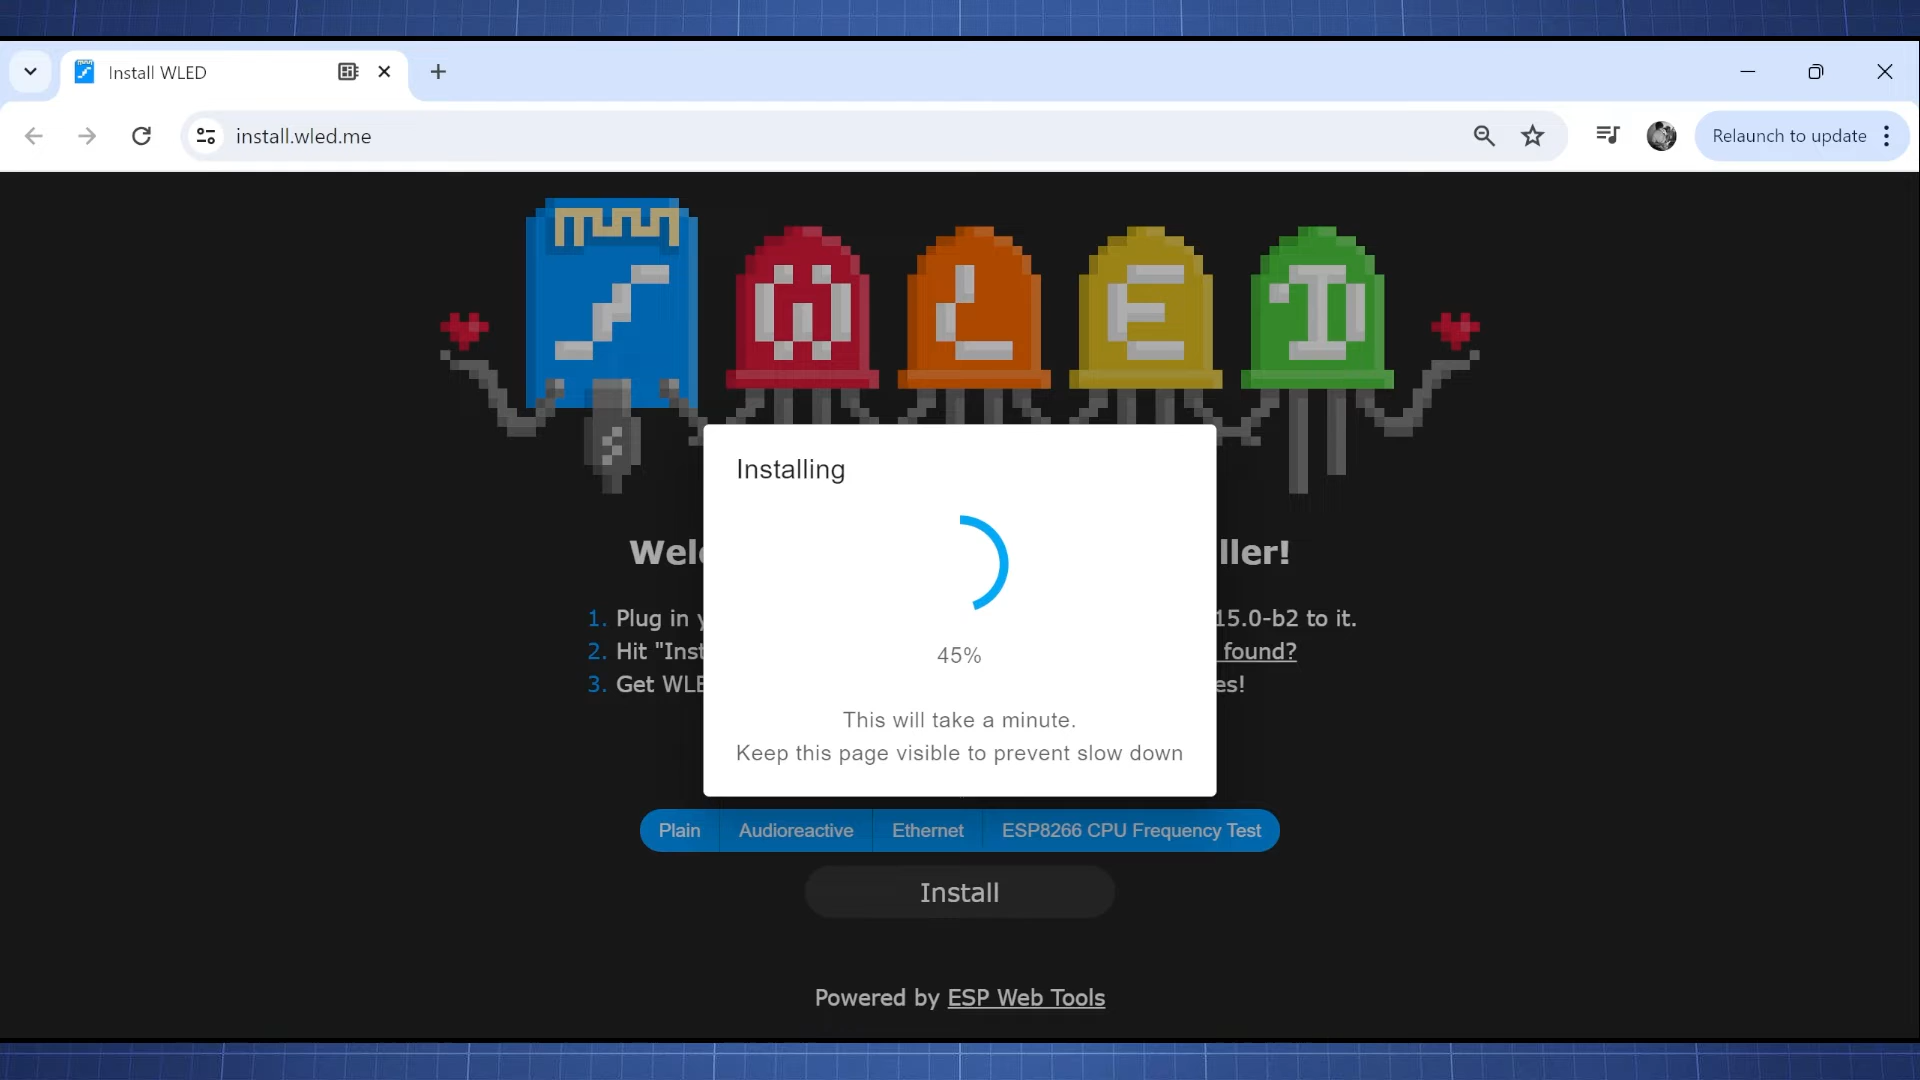 Install WLED
install.wled.me
Relaunch to update
W L E D
Installing
Welc ller!
1. Plug in 15.0-b2 to it.
2. Hit "Inst found?
3. Get WLE es!
45%
This will take a minute.
Keep this page visible to prevent slow down
Plain Audioreactive Ethernet ESP8266 CPU Frequency Test
Install
Powered by ESP Web Tools